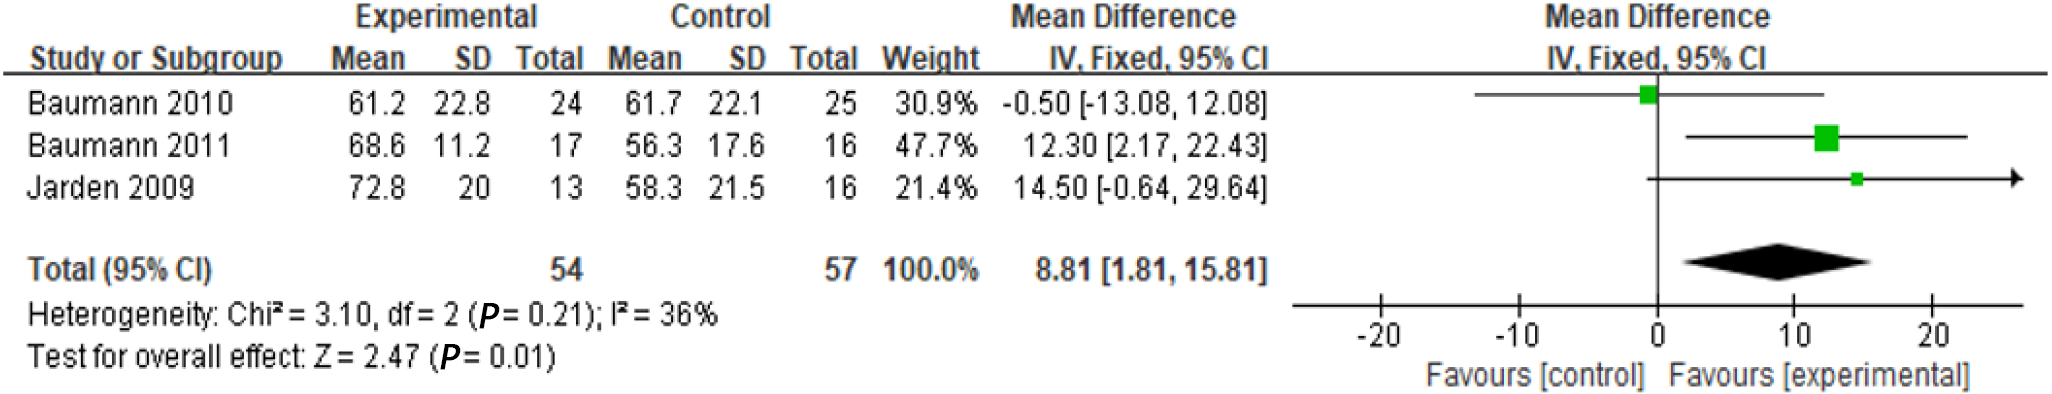 Experimental Control Mean Difference Mean Difference
Study or Subgroup Mean SD Total Mean SD Total Weight IV, Fixed, 95% CI IV, Fixed, 95% CI
Baumann 2010 61.2 22.8 24 61.7 22.1 25 30.9% -0.50 [-13.08, 12.08]
Baumann 2011 68.6 11.2 17 56.3 17.6 16 47.7% 12.30 [2.17, 22.43]
Jarden 2009 72.8 20 13 58.3 21.5 16 21.4% 14.50 [-0.64, 29.64]
Total (95% CI) 54 57 100.0% 8.81 [1.81, 15.81]
Heterogeneity: Chi² = 3.10, df = 2 (P = 0.21); I² = 36%
Test for overall effect: Z = 2.47 (P = 0.01)
-20 -10 0 10 20
Favours [control] Favours [experimental]